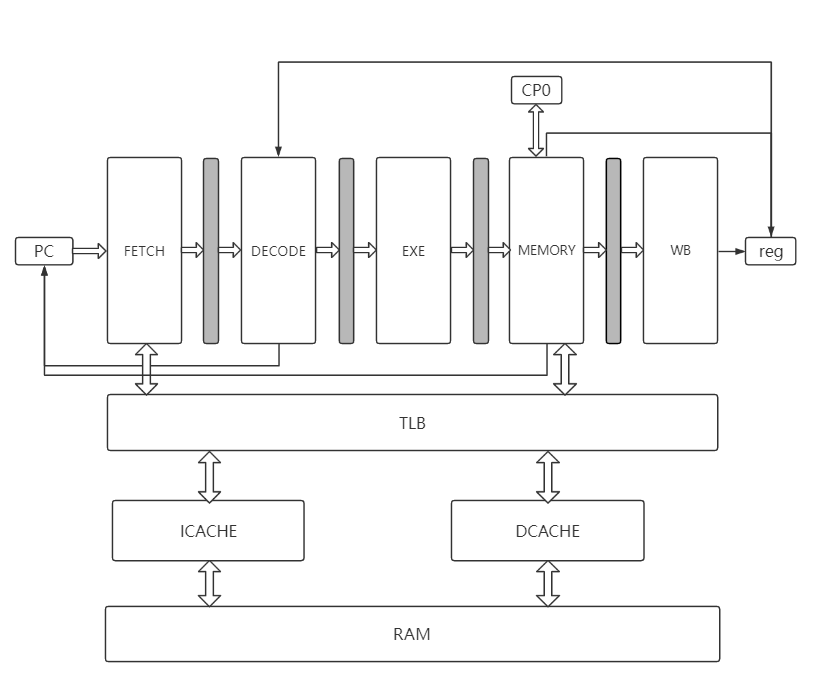 CP0
PC
FETCH
DECODE
EXE
MEMORY
WB
reg
TLB
ICACHE
DCACHE
RAM